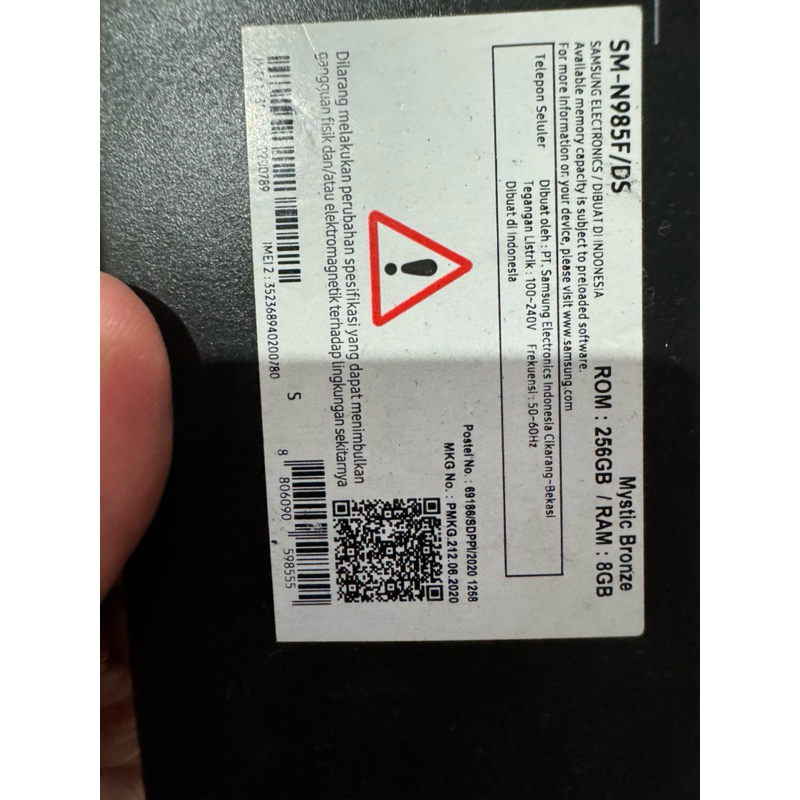 SM-N985F/DS
Mystic Bronze
SAMSUNG ELECTRONICS / DIBUAT DI INDONESIA
ROM : 256GB / RAM : 8GB
Available memory capacity is subject to preloaded software.
For more information on your device, please visit www.samsung.com
Telepon Seluler
Dibuat oleh : PT. Samsung Electronics Indonesia Cikarang-Bekasi
Tegangan Listrik : 100~240V Frekuensi : 50~60Hz
Dibuat di Indonesia
Postel No. : 69186/SDPPI/2020 1258
MKG No. : PMKG.212.06.2020
Dilarang melakukan perubahan spesifikasi yang dapat menimbulkan
gangguan fisik dan/atau elektromagnetik terhadap lingkungan sekitarnya
IMEI 2 : 352368940200780
S
8 806090 598555